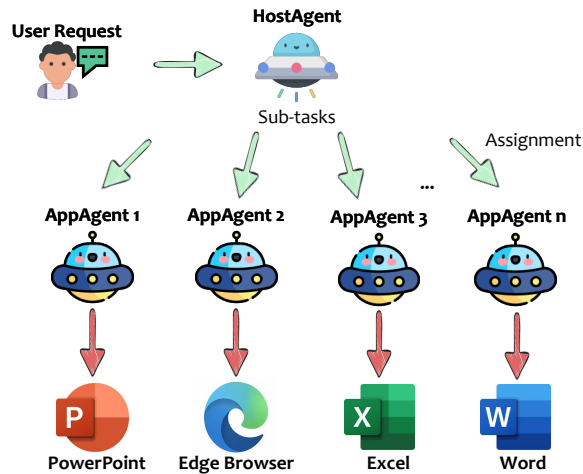 HostAgent
User Request
Sub-tasks
Assignment
...
AppAgent 1
AppAgent 2
AppAgent 3
AppAgent n
P
X
W
PowerPoint
Edge Browser
Excel
Word